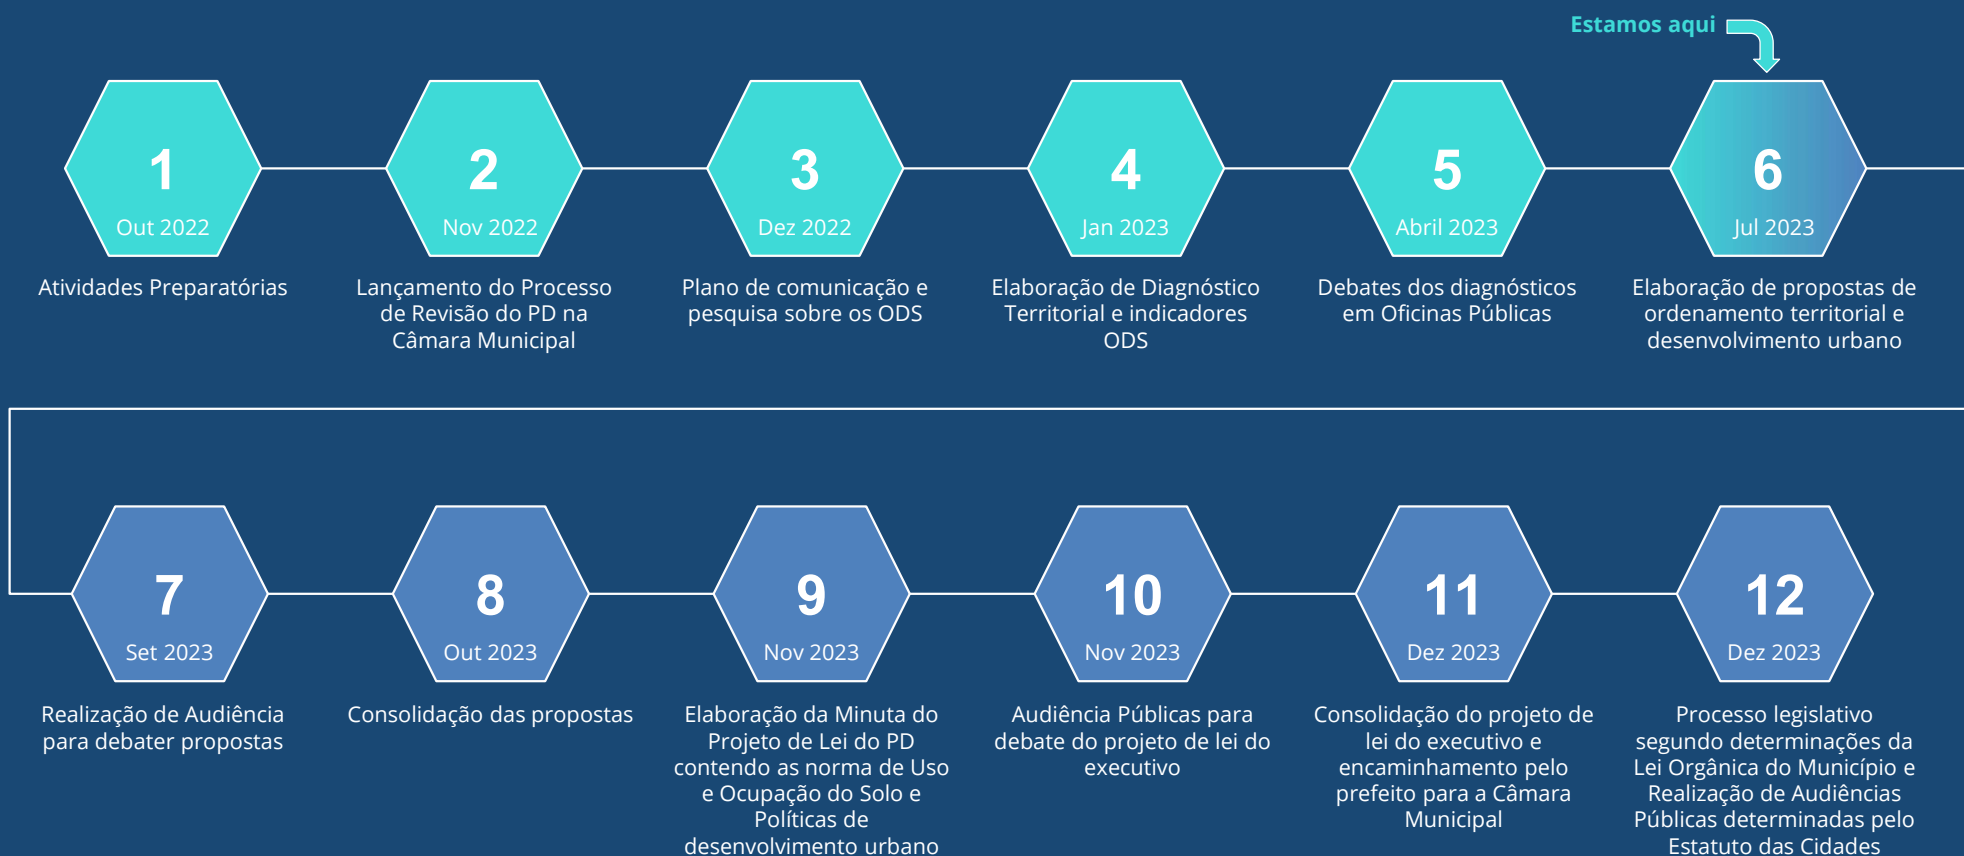 Estamos aqui
1
Out 2022
Atividades Preparatórias
2
Nov 2022
Lançamento do Processo
de Revisão do PD na
Câmara Municipal
3
Dez 2022
Plano de comunicação e
pesquisa sobre os ODS
4
Jan 2023
Elaboração de Diagnóstico
Territorial e indicadores
ODS
5
Abril 2023
Debates dos diagnósticos
em Oficinas Públicas
6
Jul 2023
Elaboração de propostas de
ordenamento territorial e
desenvolvimento urbano
7
Set 2023
Realização de Audiência
para debater propostas
8
Out 2023
Consolidação das propostas
9
Nov 2023
Elaboração da Minuta do
Projeto de Lei do PD
contendo as norma de Uso
e Ocupação do Solo e
Políticas de
desenvolvimento urbano
10
Nov 2023
Audiência Públicas para
debate do projeto de lei do
executivo
11
Dez 2023
Consolidação do projeto de
lei do executivo e
encaminhamento pelo
prefeito para a Câmara
Municipal
12
Dez 2023
Processo legislativo
segundo determinações da
Lei Orgânica do Município e
Realização de Audiências
Públicas determinadas pelo
Estatuto das Cidades